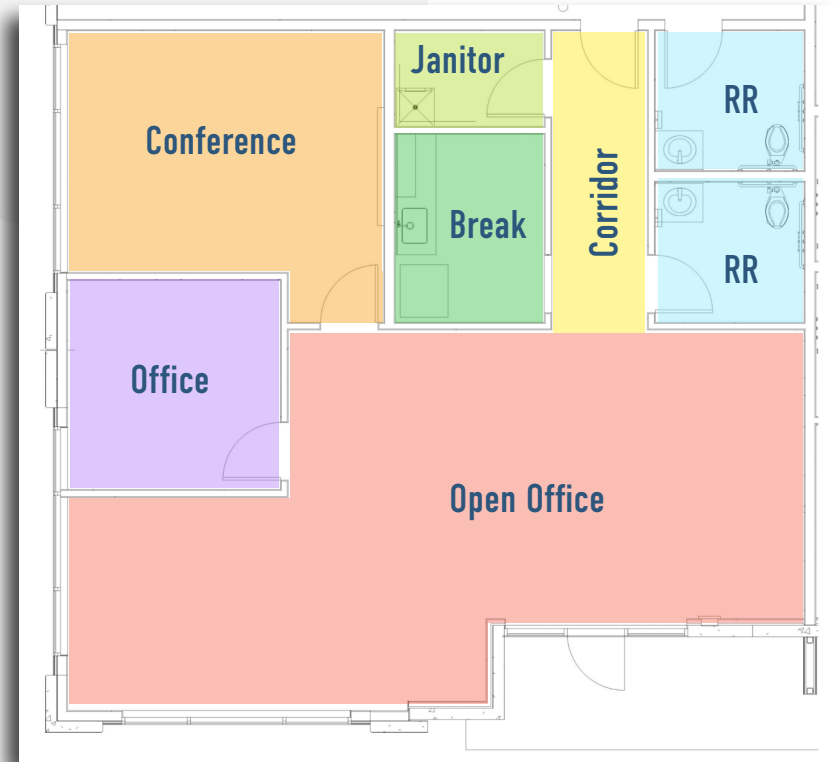 Janitor
RR
Conference
Corridor
Break
RR
Office
Open Office